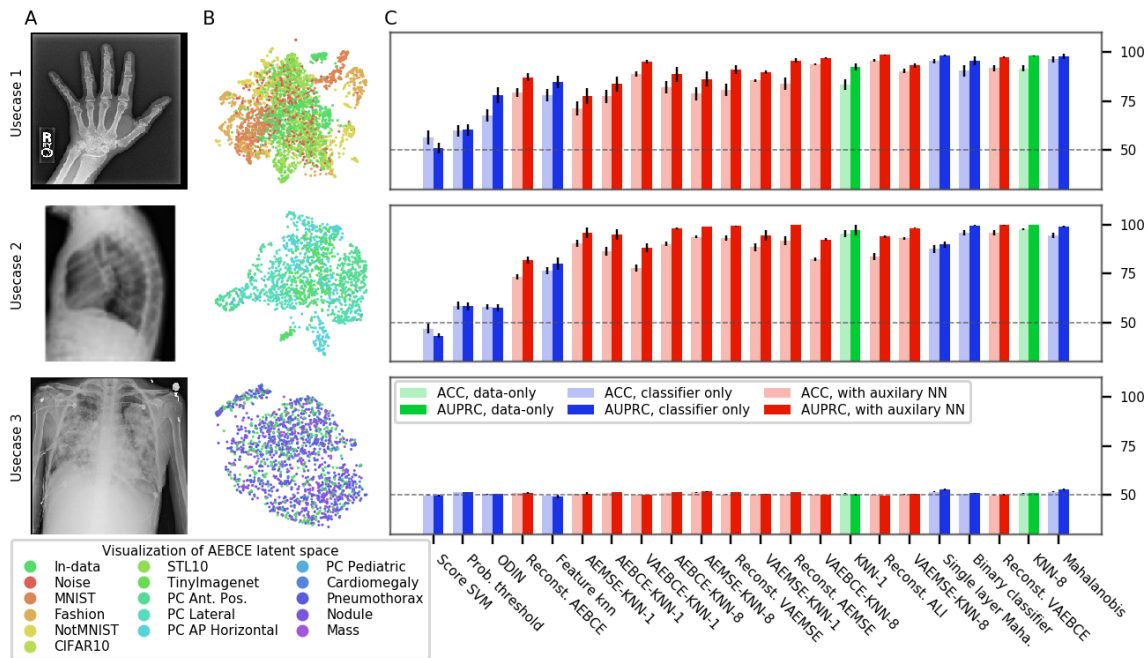 A
B
C
Usecase 1
R
100
75
50
Usecase 2
100
75
50
Usecase 3
ACC, data-only
AUPRC, data-only
ACC, classifier only
AUPRC, classifier only
ACC, with auxilary NN
AUPRC, with auxilary NN
100
75
50
Visualization of AEBCE latent space
In-data
Noise
MNIST
Fashion
NotMNIST
CIFAR10
STL10
TinyImagenet
PC Ant. Pos.
PC Lateral
PC AP Horizontal
PC Pediatric
Cardiomegaly
Pneumothorax
Nodule
Mass
Score SVM
Prob. threshold
ODIN
Reconst. AEBCE
Feature knn
AEMSE-KNN-1
AEBCE-KNN-1
VAEBCE-KNN-1
AEBCE-KNN-8
AEMSE-KNN-8
Reconst. VAEMSE
VAEMSE-KNN-1
Reconst. AEMSE
VAEBCE-KNN-8
KNN-1
Reconst. ALI
VAEMSE-KNN-8
Single layer Maha.
Binary classifier
Reconst. VAEBCE
KNN-8
Mahalanobis